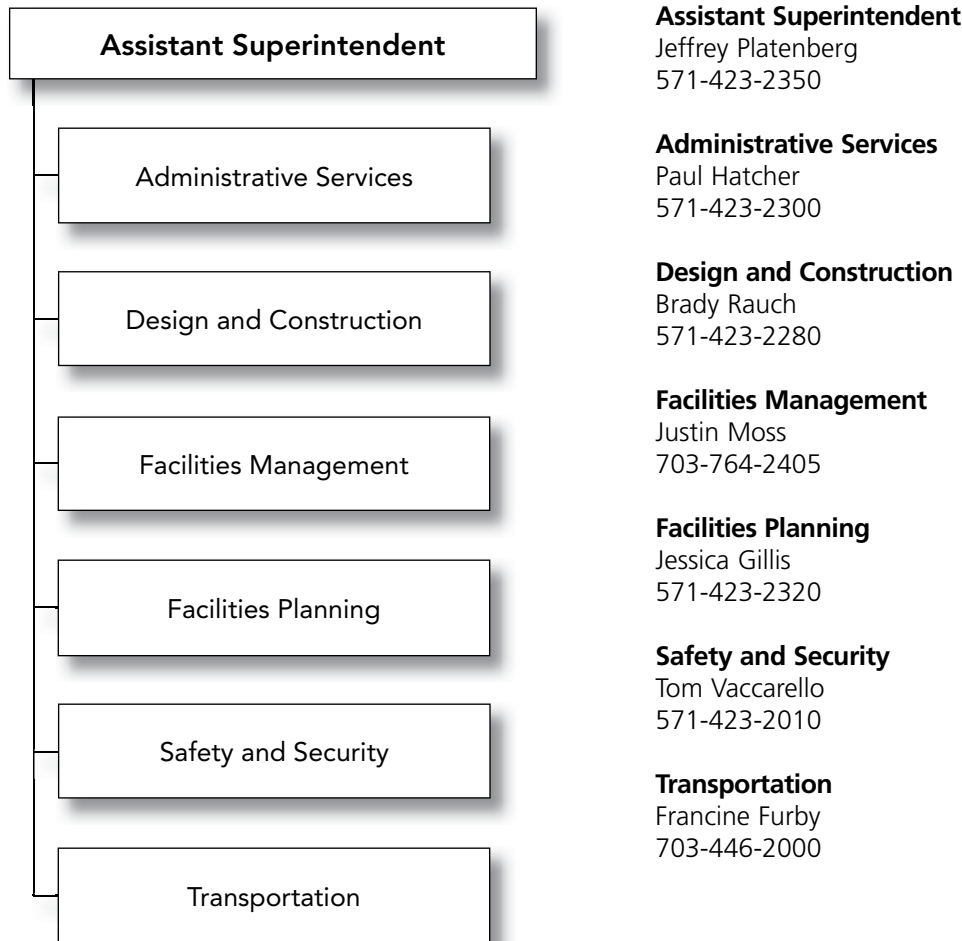 Assistant Superintendent
Administrative Services
Design and Construction
Facilities Management
Facilities Planning
Safety and Security
Transportation
Assistant Superintendent
Jeffrey Platenberg
571-423-2350
Administrative Services
Paul Hatcher
571-423-2300
Design and Construction
Brady Rauch
571-423-2280
Facilities Management
Justin Moss
703-764-2405
Facilities Planning
Jessica Gillis
571-423-2320
Safety and Security
Tom Vaccarello
571-423-2010
Transportation
Francine Furby
703-446-2000